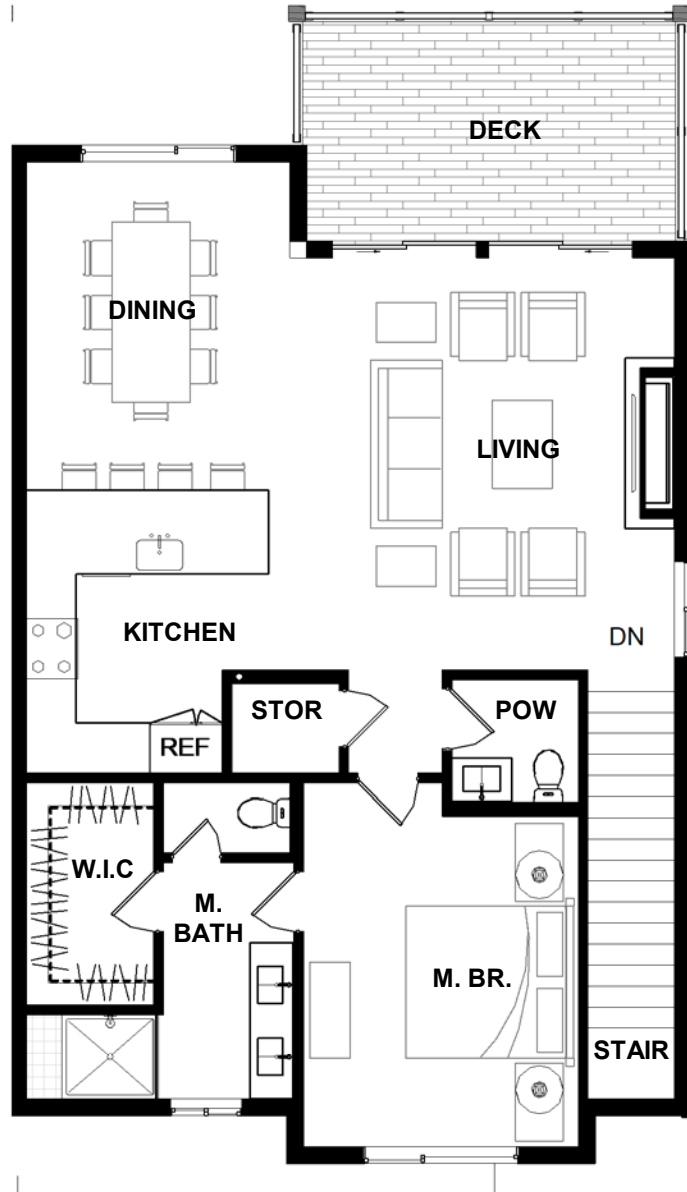 DECK
DINING
LIVING
KITCHEN
DN
STOR
POW
REF
W.I.C
M.
BATH
M. BR.
STAIR